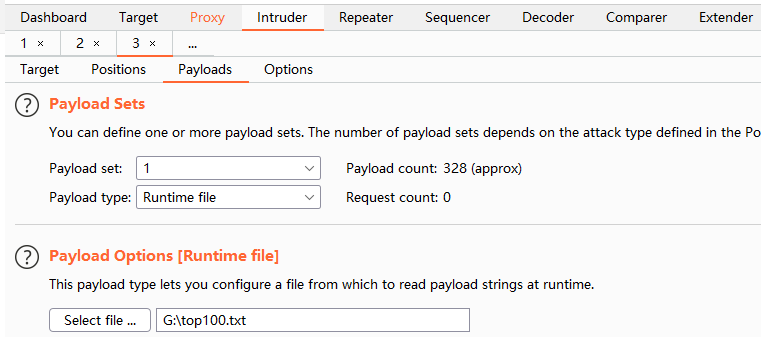 Dashboard Target Proxy Intruder Repeater Sequencer Decoder Comparer Extender
1 × 2 × 3 × ...
Target Positions Payloads Options
? Payload Sets
You can define one or more payload sets. The number of payload sets depends on the attack type defined in the Po
Payload set: 1 Payload count: 328 (approx)
Payload type: Runtime file Request count: 0
? Payload Options [Runtime file]
This payload type lets you configure a file from which to read payload strings at runtime.
Select file ... G:\top100.txt